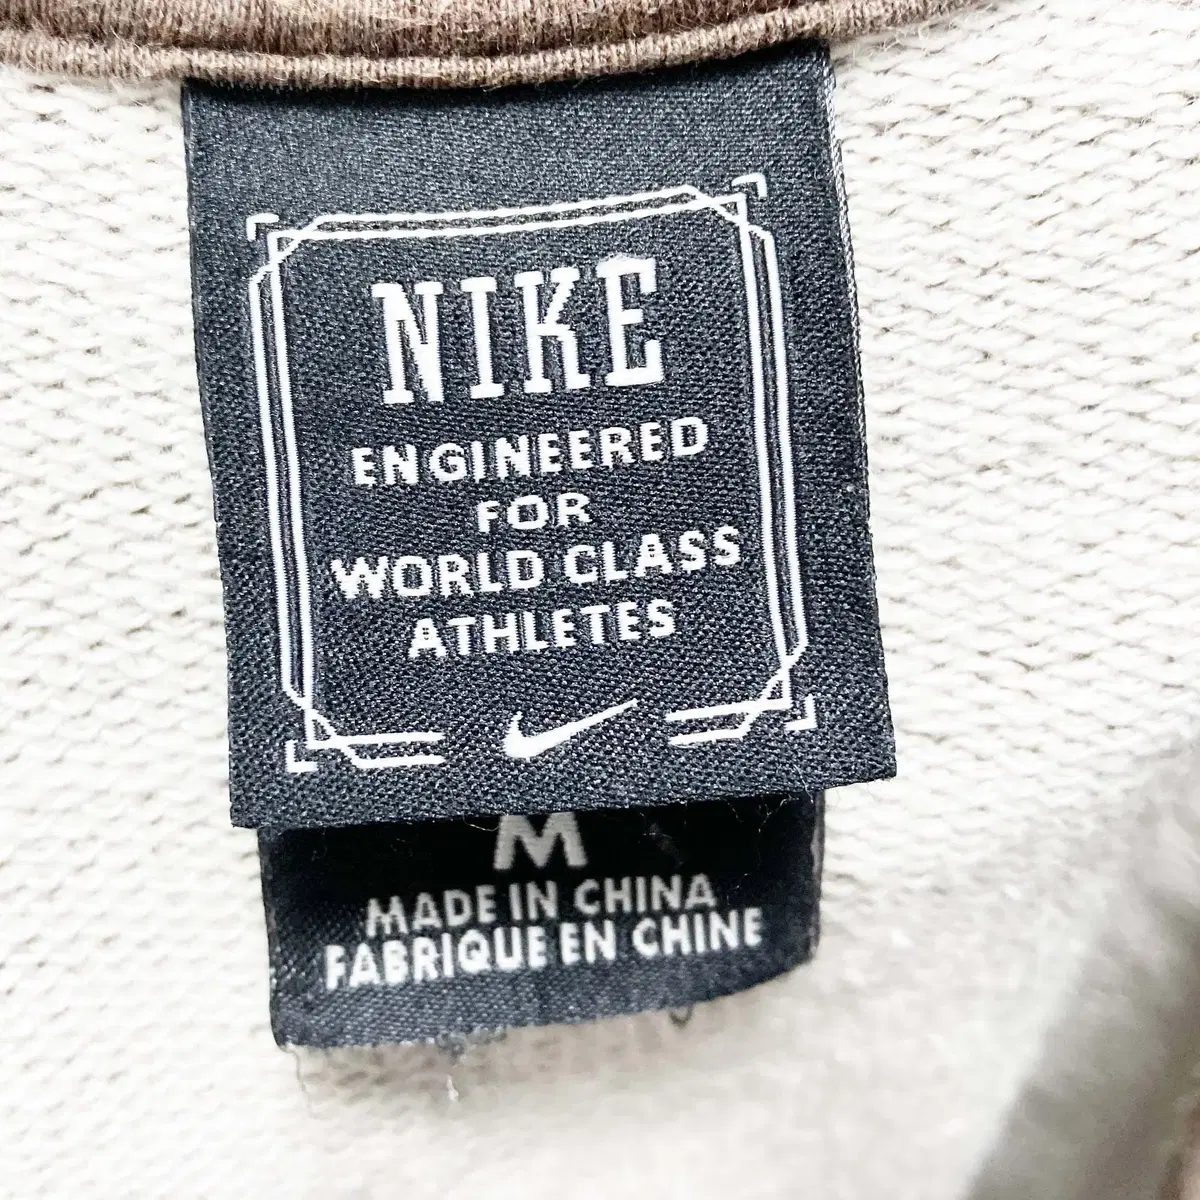 NIKE
ENGINEERED
FOR
WORLD CLASS
ATHLETES
M
MADE IN CHINA
FABRIQUE EN CHINE